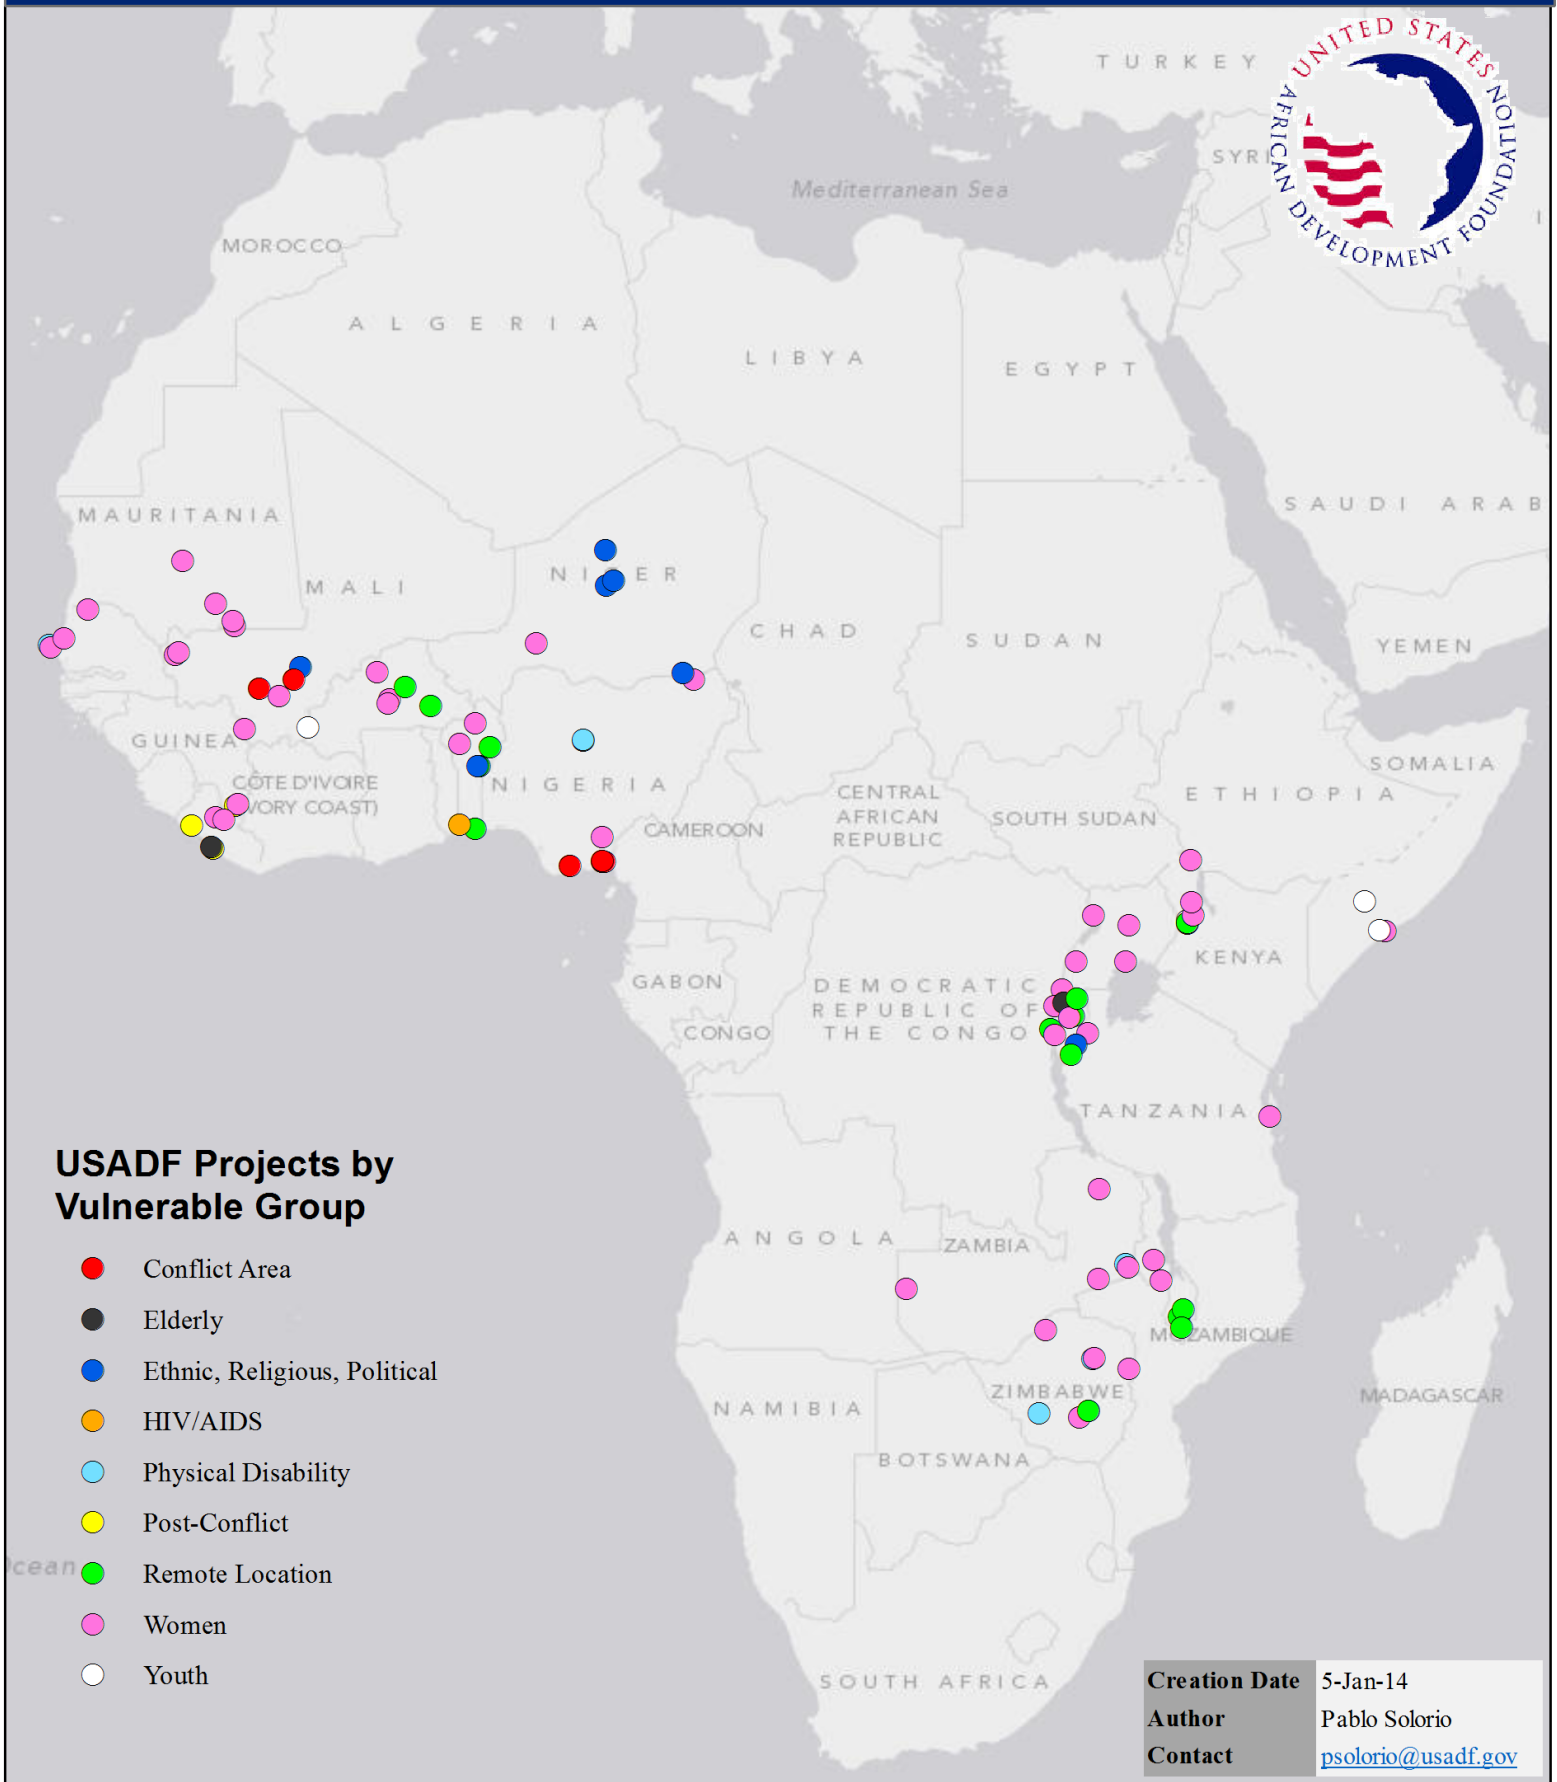 UNITED STATES
AFRICAN DEVELOPMENT FOUNDATION
TURKEY
SYRI
Mediterranean Sea
MOROCCO
ALGERIA
LIBYA
EGYPT
SAUDI ARAB
MAURITANIA
MALI
NIGER
CHAD
SUDAN
YEMEN
GUINEA
CÔTE D'IVOIRE
(IVORY COAST)
NIGERIA
CAMEROON
CENTRAL
AFRICAN
REPUBLIC
SOUTH SUDAN
ETHIOPIA
SOMALIA
GABON
CONGO
DEMOCRATIC
REPUBLIC OF
THE CONGO
KENYA
TANZANIA
ANGOLA
ZAMBIA
MOZAMBIQUE
ZIMBABWE
NAMIBIA
BOTSWANA
MADAGASCAR
SOUTH AFRICA
Ocean
USADF Projects by
Vulnerable Group
Conflict Area
Elderly
Ethnic, Religious, Political
HIV/AIDS
Physical Disability
Post-Conflict
Remote Location
Women
Youth
Creation Date 5-Jan-14
Author Pablo Solorio
Contact psolorio@usadf.gov